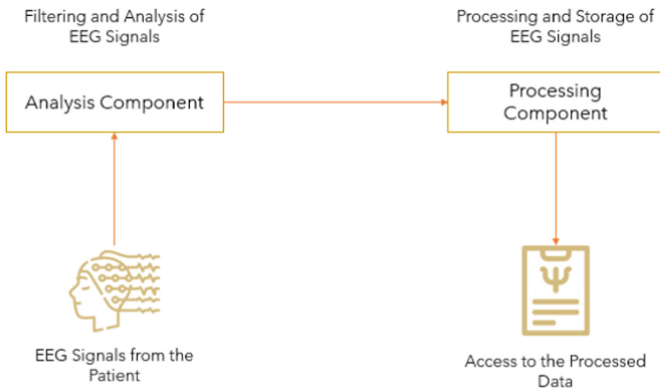 Filtering and Analysis of
EEG Signals
Processing and Storage of
EEG Signals
Analysis Component
Processing
Component
EEG Signals from the
Patient
Access to the Processed
Data